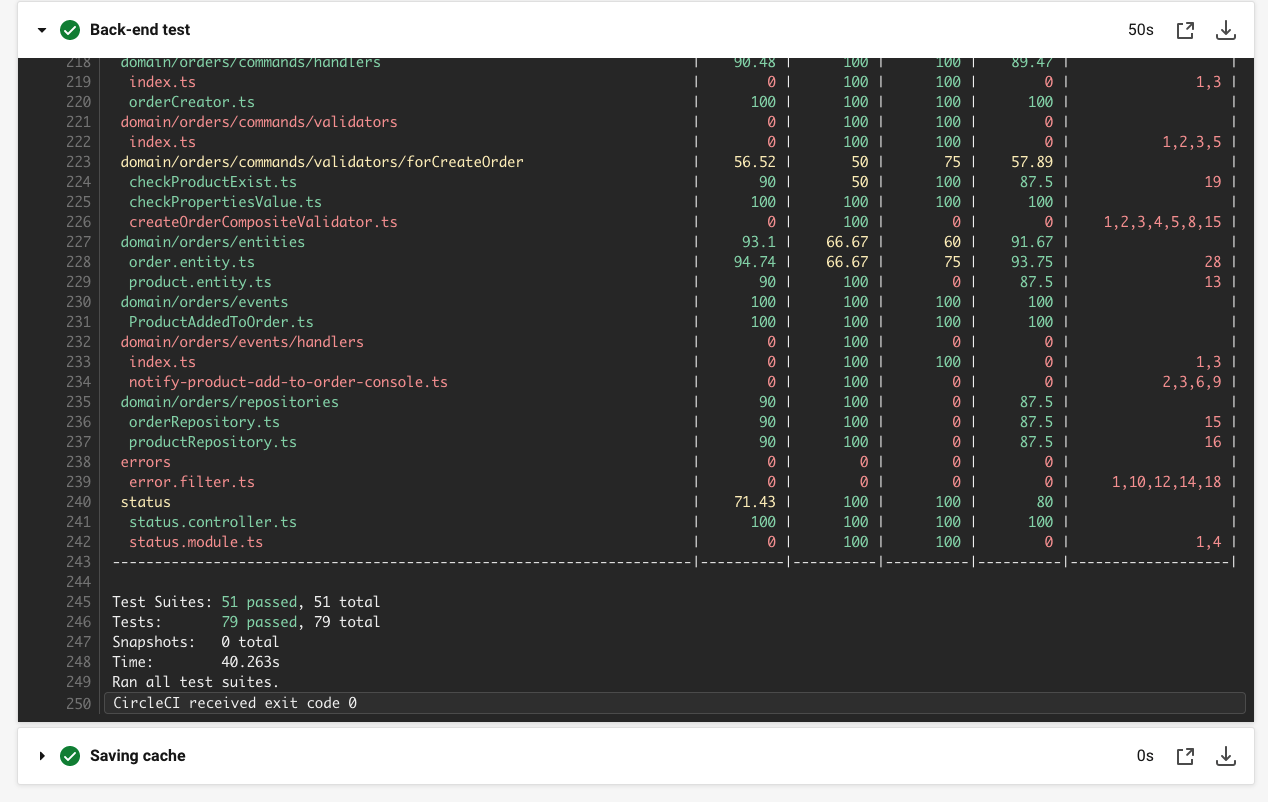 Back-end test 50s
218 domain/orders/commands/handlers | 90.48 | 100 | 100 | 89.47 | |
219 index.ts | 0 | 100 | 100 | 0 | 1,3 |
220 orderCreator.ts | 100 | 100 | 100 | 100 | |
221 domain/orders/commands/validators | 0 | 100 | 100 | 0 | |
222 index.ts | 0 | 100 | 100 | 0 | 1,2,3,5 |
223 domain/orders/commands/validators/forCreateOrder | 56.52 | 50 | 75 | 57.89 | |
224 checkProductExist.ts | 90 | 50 | 100 | 87.5 | 19 |
225 checkPropertiesValue.ts | 100 | 100 | 100 | 100 | |
226 createOrderCompositeValidator.ts | 0 | 100 | 0 | 0 | 1,2,3,4,5,8,15 |
227 domain/orders/entities | 93.1 | 66.67 | 60 | 91.67 | |
228 order.entity.ts | 94.74 | 66.67 | 75 | 93.75 | 28 |
229 product.entity.ts | 90 | 100 | 0 | 87.5 | 13 |
230 domain/orders/events | 100 | 100 | 100 | 100 | |
231 ProductAddedToOrder.ts | 100 | 100 | 100 | 100 | |
232 domain/orders/events/handlers | 0 | 100 | 0 | 0 | |
233 index.ts | 0 | 100 | 100 | 0 | 1,3 |
234 notify-product-add-to-order-console.ts | 0 | 100 | 0 | 0 | 2,3,6,9 |
235 domain/orders/repositories | 90 | 100 | 0 | 87.5 | |
236 orderRepository.ts | 90 | 100 | 0 | 87.5 | 15 |
237 productRepository.ts | 90 | 100 | 0 | 87.5 | 16 |
238 errors | 0 | 0 | 0 | 0 | |
239 error.filter.ts | 0 | 0 | 0 | 0 | 1,10,12,14,18 |
240 status | 71.43 | 100 | 100 | 80 | |
241 status.controller.ts | 100 | 100 | 100 | 100 | |
242 status.module.ts | 0 | 100 | 100 | 0 | 1,4 |
243 ---------------------------------------------------------------------|----------|----------|----------|----------|-------------------|
244
245 Test Suites: 51 passed, 51 total
246 Tests: 79 passed, 79 total
247 Snapshots: 0 total
248 Time: 40.263s
249 Ran all test suites.
250 CircleCI received exit code 0
Saving cache 0s